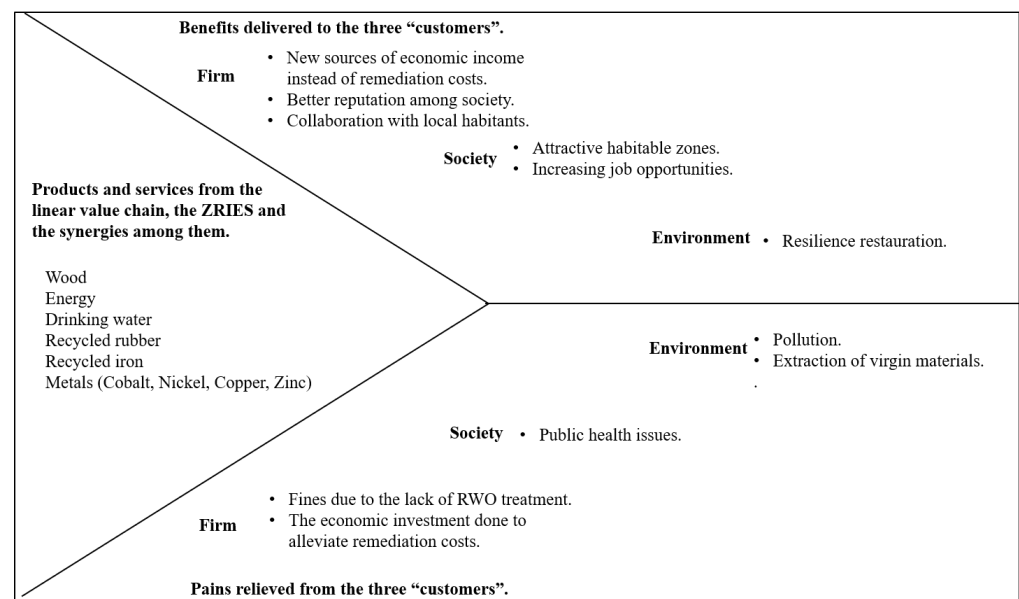 Benefits delivered to the three “customers”.
Firm
• New sources of economic income
instead of remediation costs.
• Better reputation among society.
• Collaboration with local habitants.
Society
• Attractive habitable zones.
• Increasing job opportunities.
Environment • Resilience restauration.
Products and services from the
linear value chain, the ZRIES and
the synergies among them.
Wood
Energy
Drinking water
Recycled rubber
Recycled iron
Metals (Cobalt, Nickel, Copper, Zinc)
Environment
• Pollution.
• Extraction of virgin materials.
.
Society • Public health issues.
Firm
• Fines due to the lack of RWO treatment.
• The economic investment done to
alleviate remediation costs.
Pains relieved from the three “customers”.